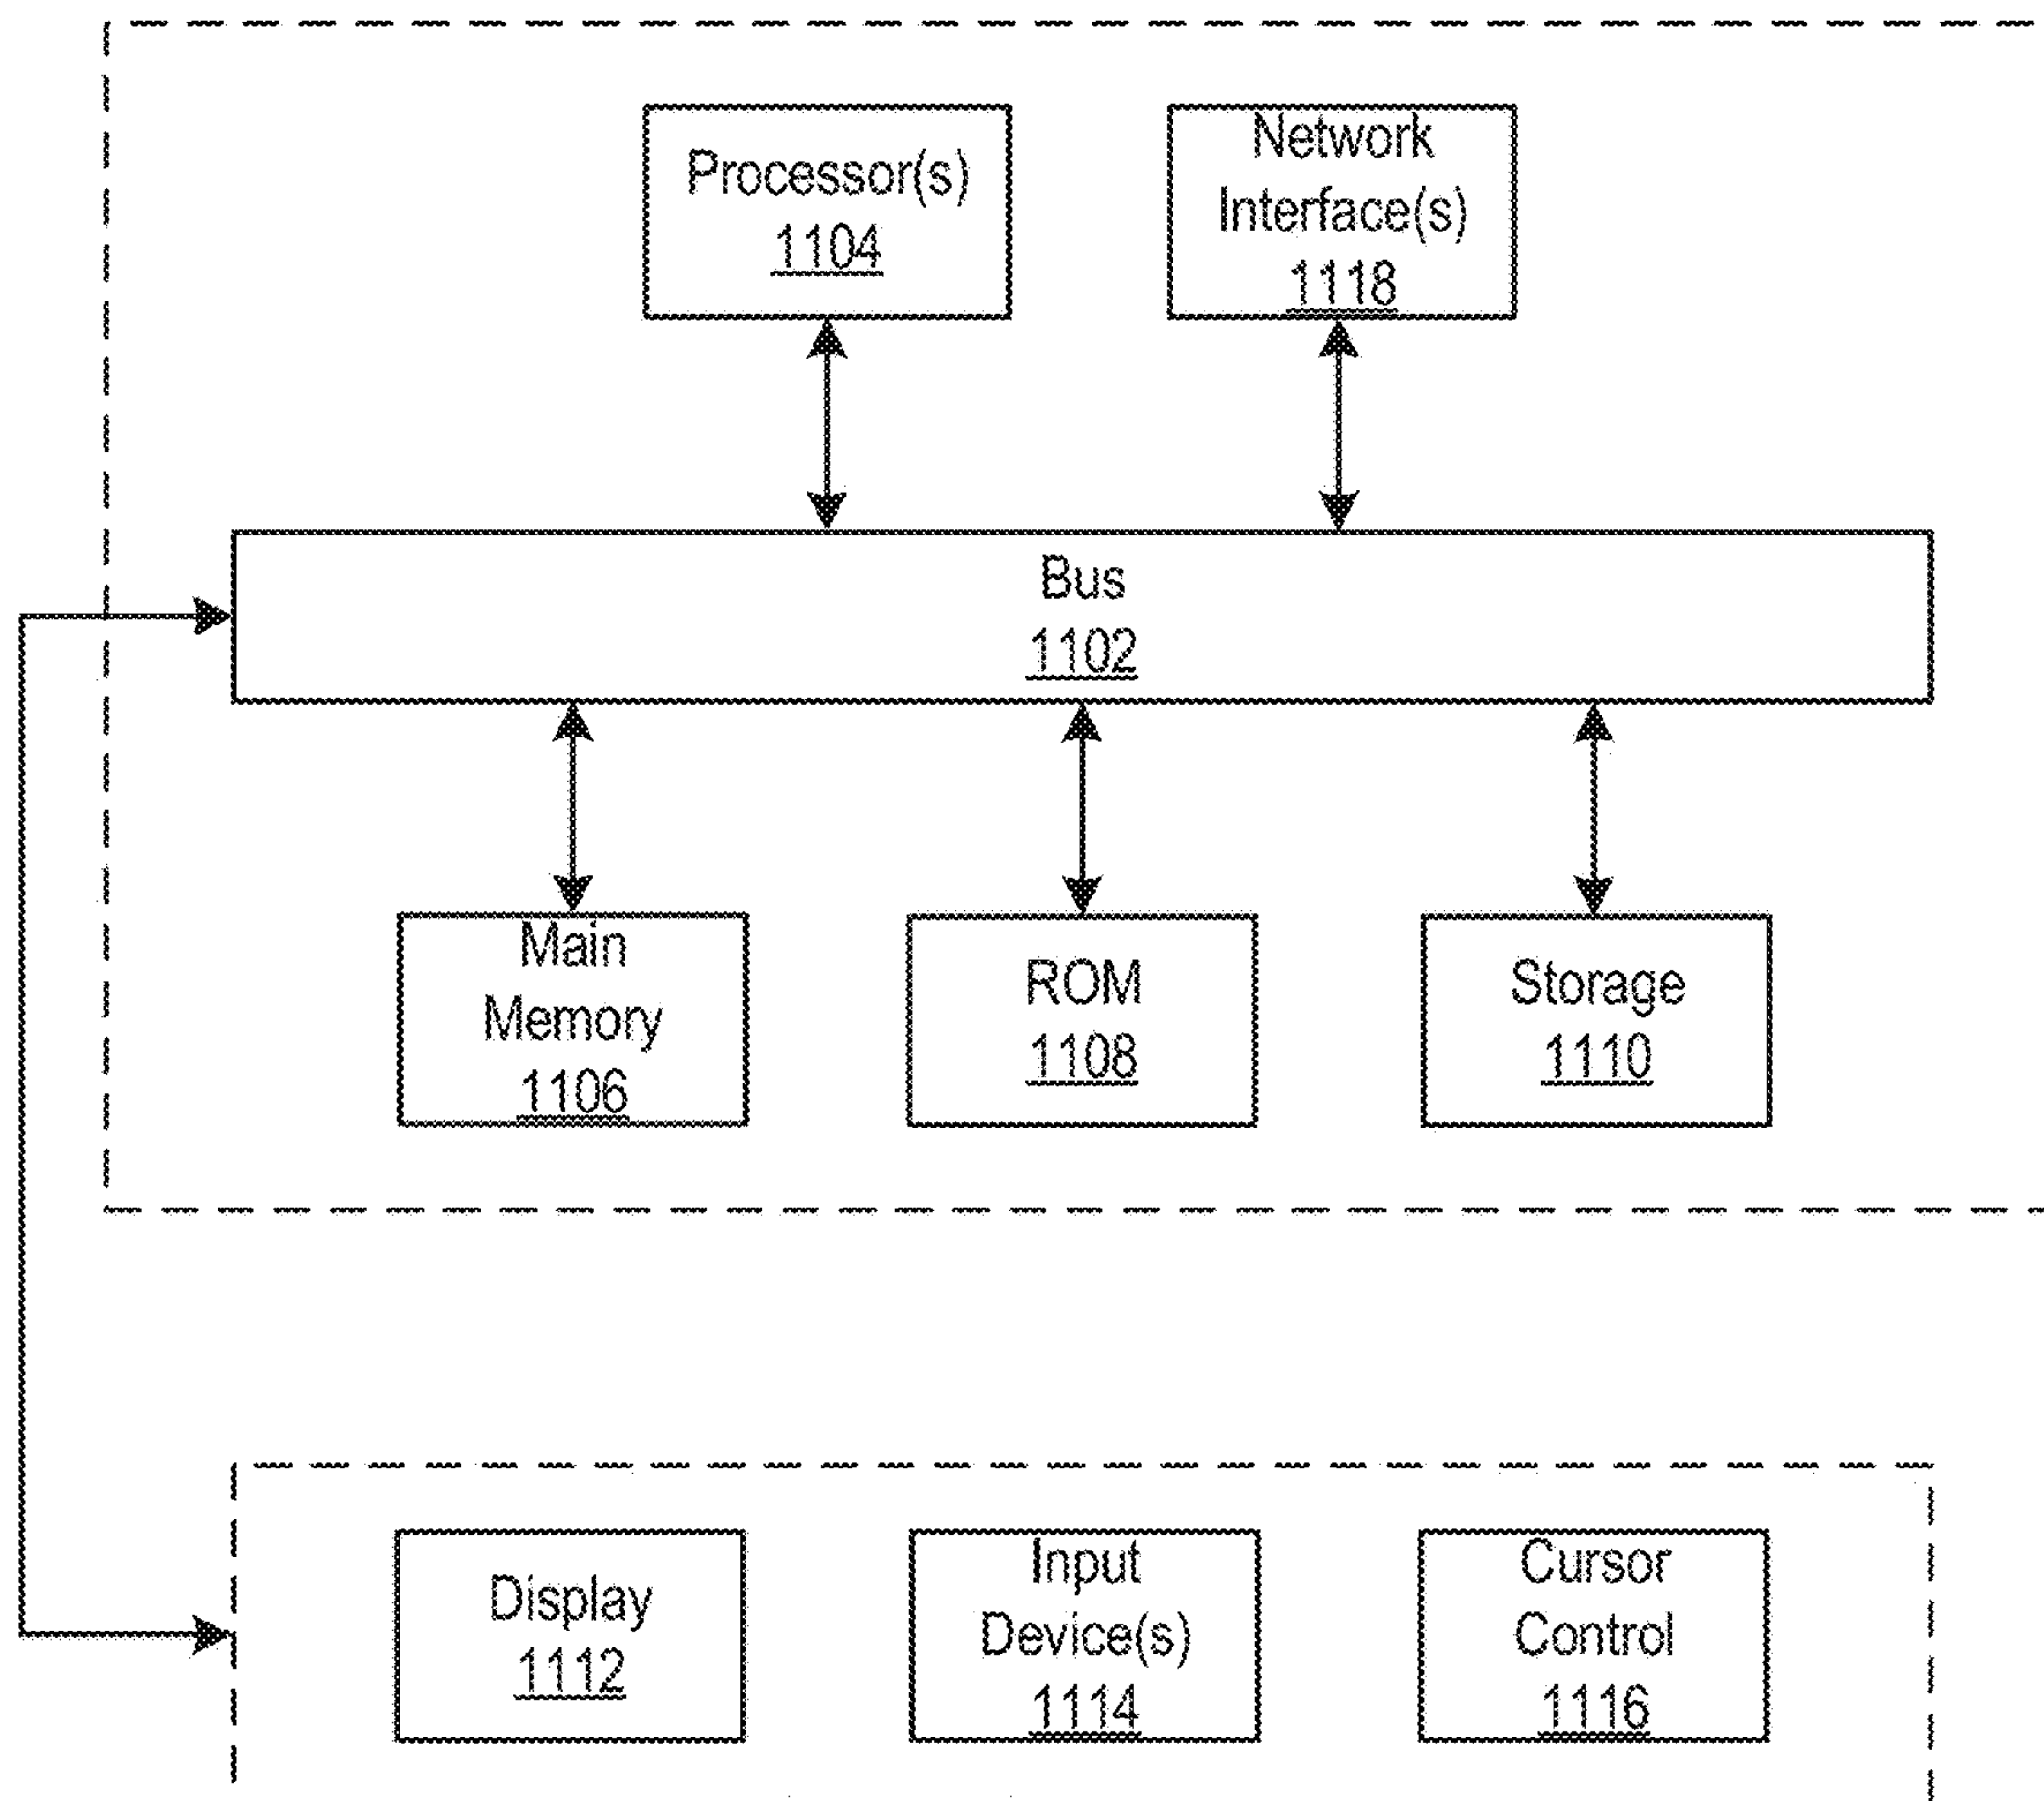 Processor(s)
1104
Network
Interface(s)
1118
Bus
1102
Main
Memory
1106
ROM
1108
Storage
1110
Display
1112
Input
Device(s)
1114
Cursor
Control
1116